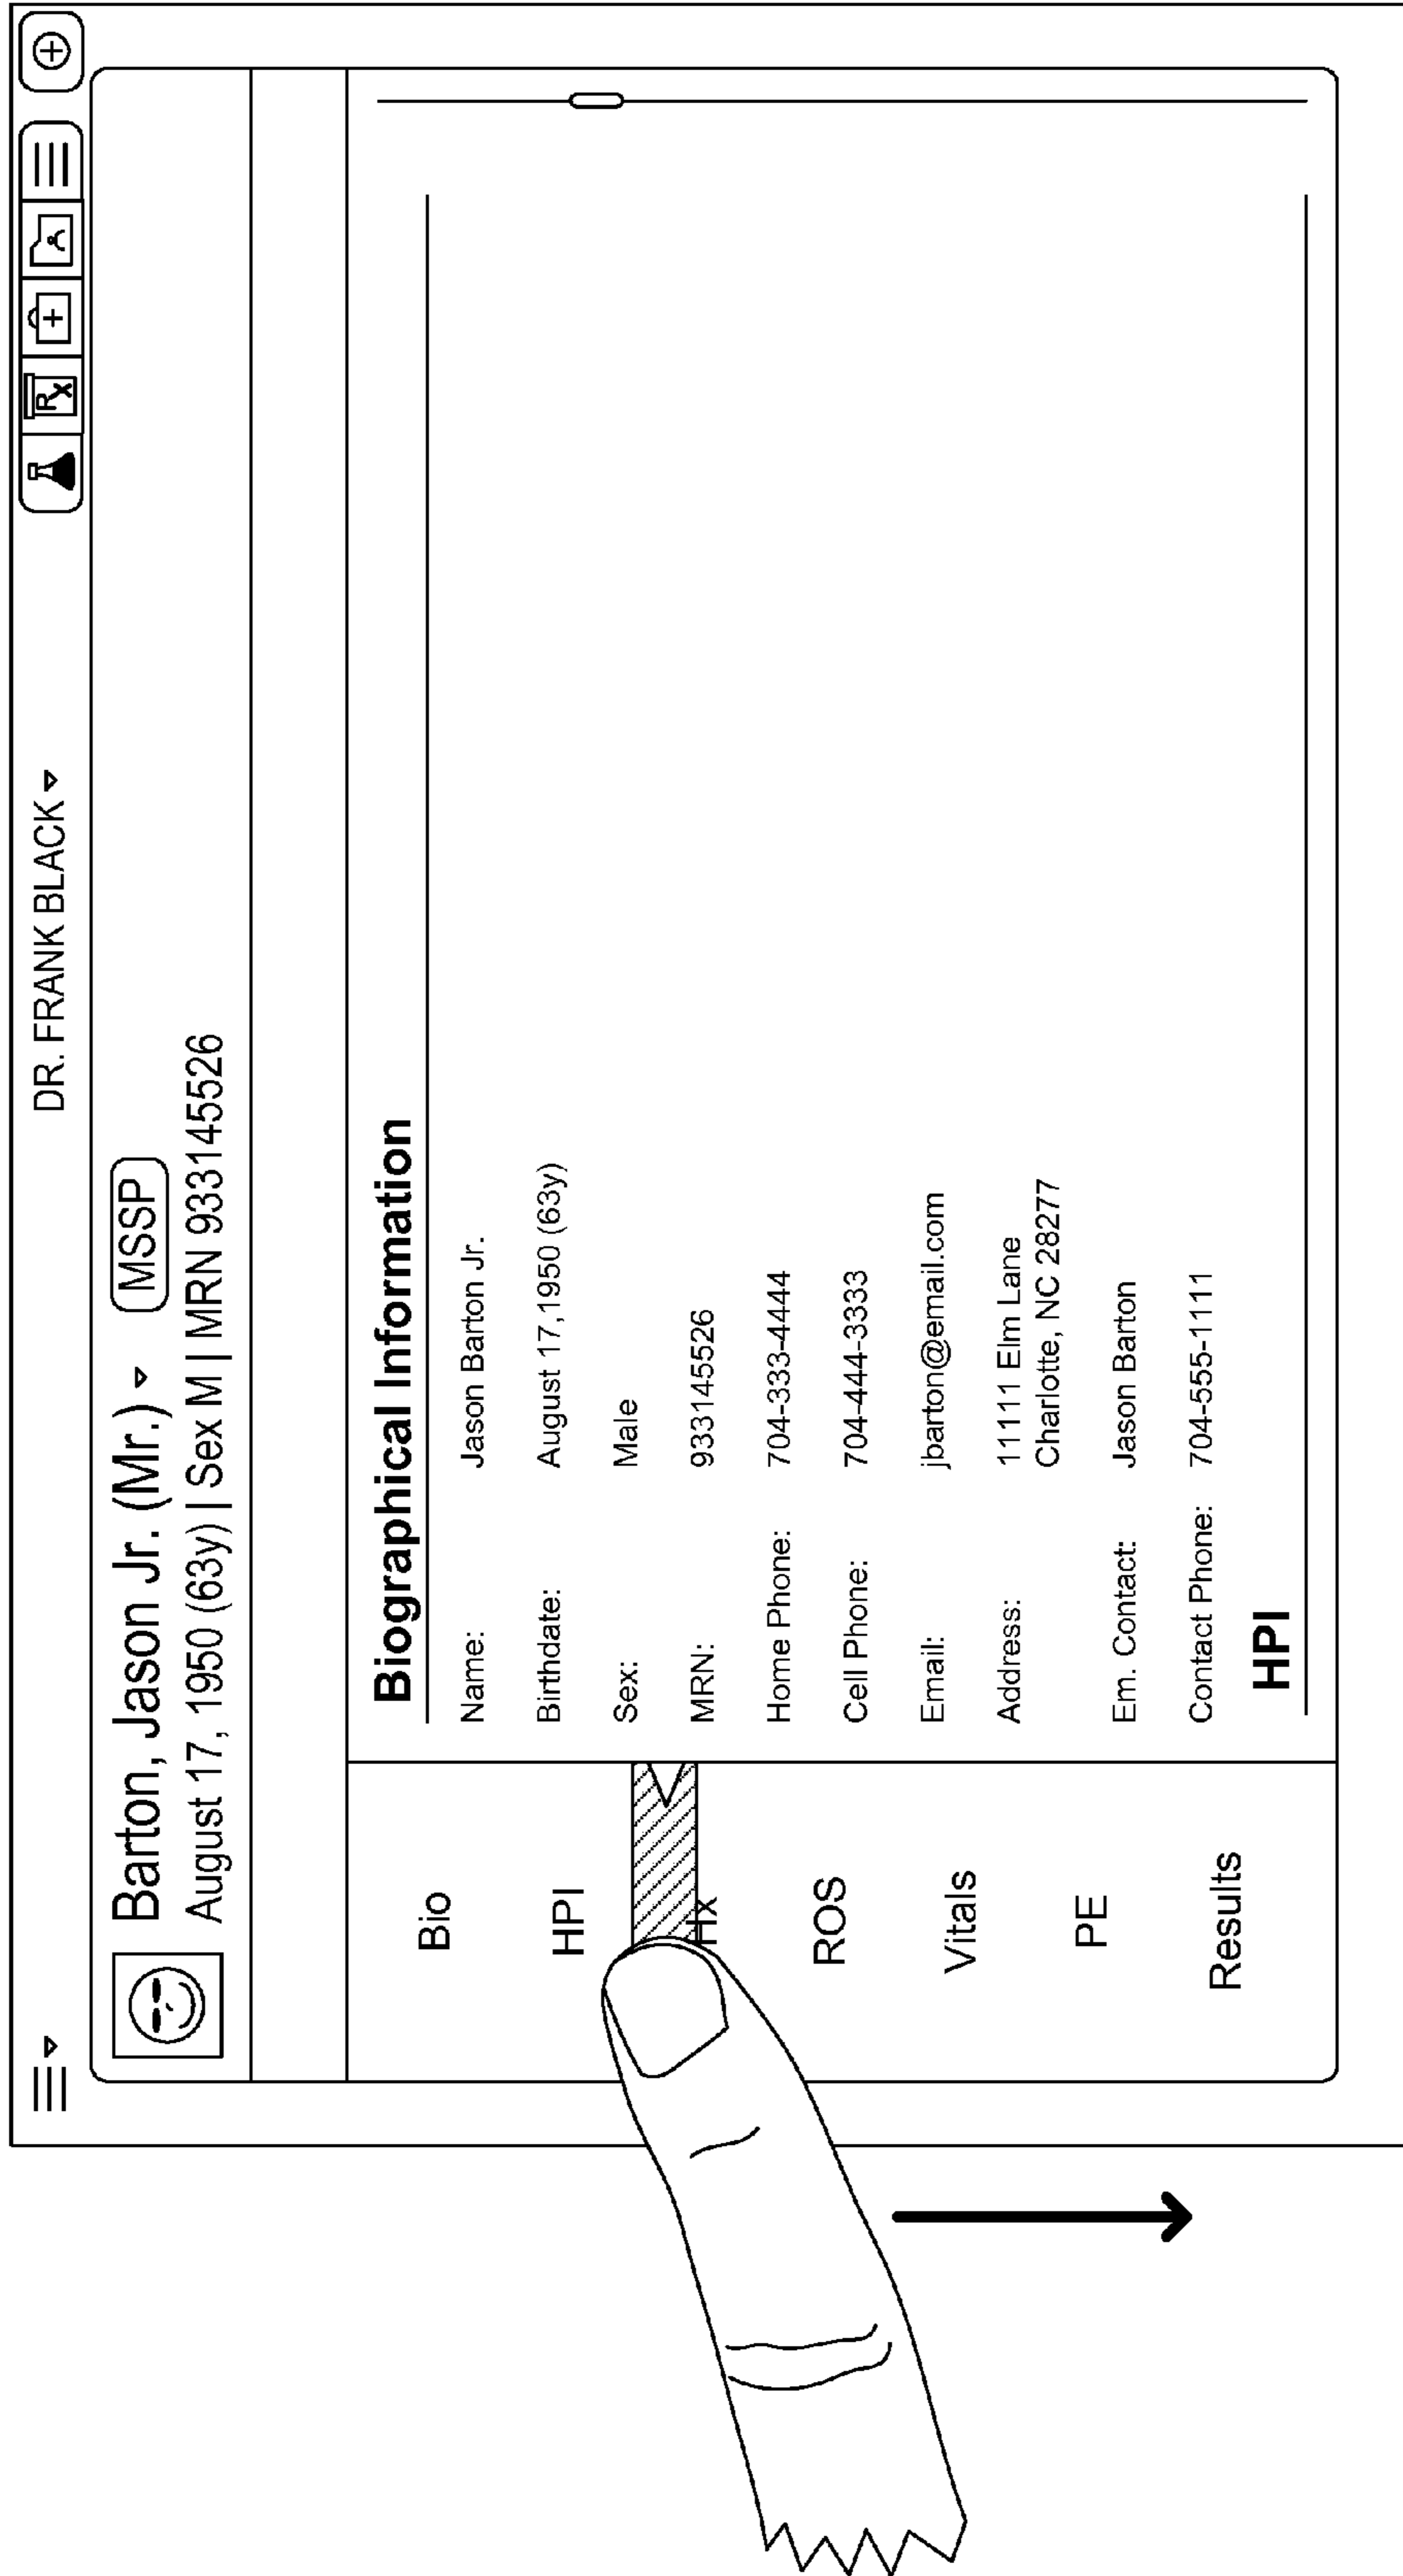 DR. FRANK BLACK
Rx
Barton, Jason Jr. (Mr.) MSSP
August 17, 1950 (63y) | Sex M | MRN 933145526
Bio
HPI
Hx
ROS
Vitals
PE
Results
Biographical Information
Name: Jason Barton Jr.
Birthdate: August 17,1950 (63y)
Sex: Male
MRN: 933145526
Home Phone: 704-333-4444
Cell Phone: 704-444-3333
Email: jbarton@email.com
Address: 11111 Elm Lane
Charlotte, NC 28277
Em. Contact: Jason Barton
Contact Phone: 704-555-1111
HPI